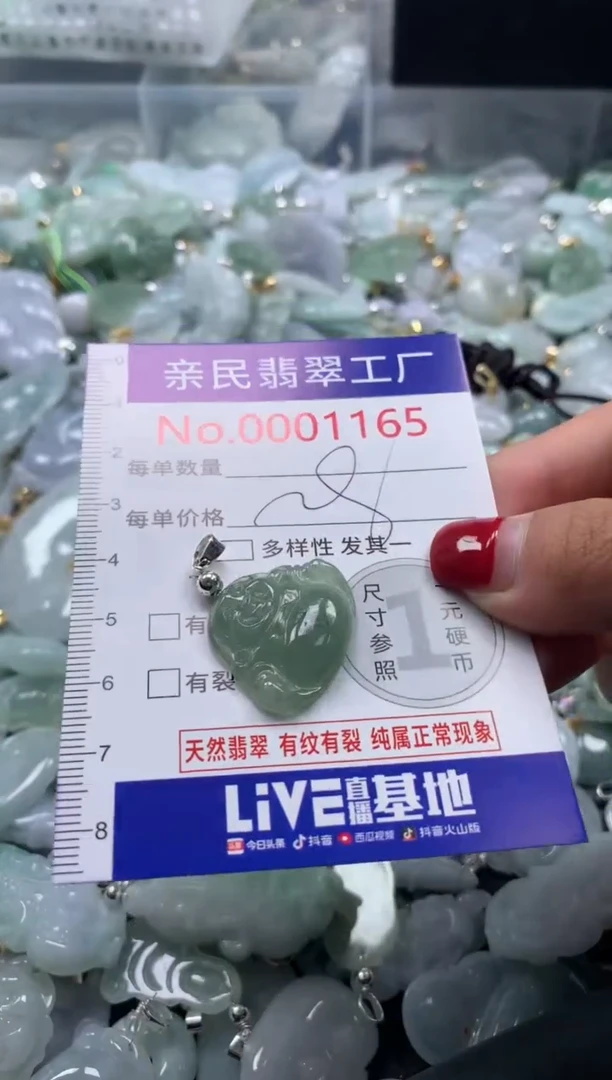 亲民翡翠工厂
No.0001165
每单数量
每单价格
多样性 发其一
有
有裂
尺寸参照
1
一元硬币
天然翡翠 有纹有裂 纯属正常现象
LiVE直播基地
头条 今日头条 抖音 西瓜视频 抖音火山版
0
1
2
3
4
5
6
7
8